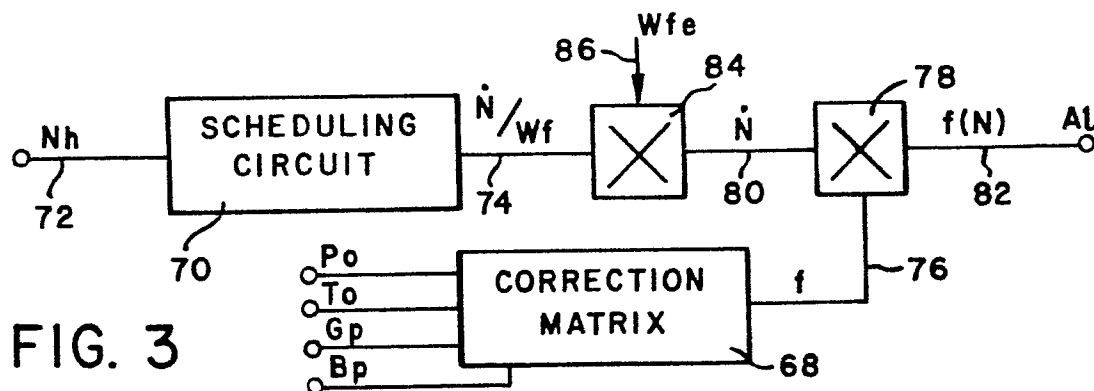 Wfe
86
84
78
Nh
SCHEDULING
CIRCUIT
Ṅ/Wf
Ṅ
f(N)
Al
72
70
74
80
82
Po
To
Gp
Bp
CORRECTION
MATRIX
f
76
68
FIG. 3